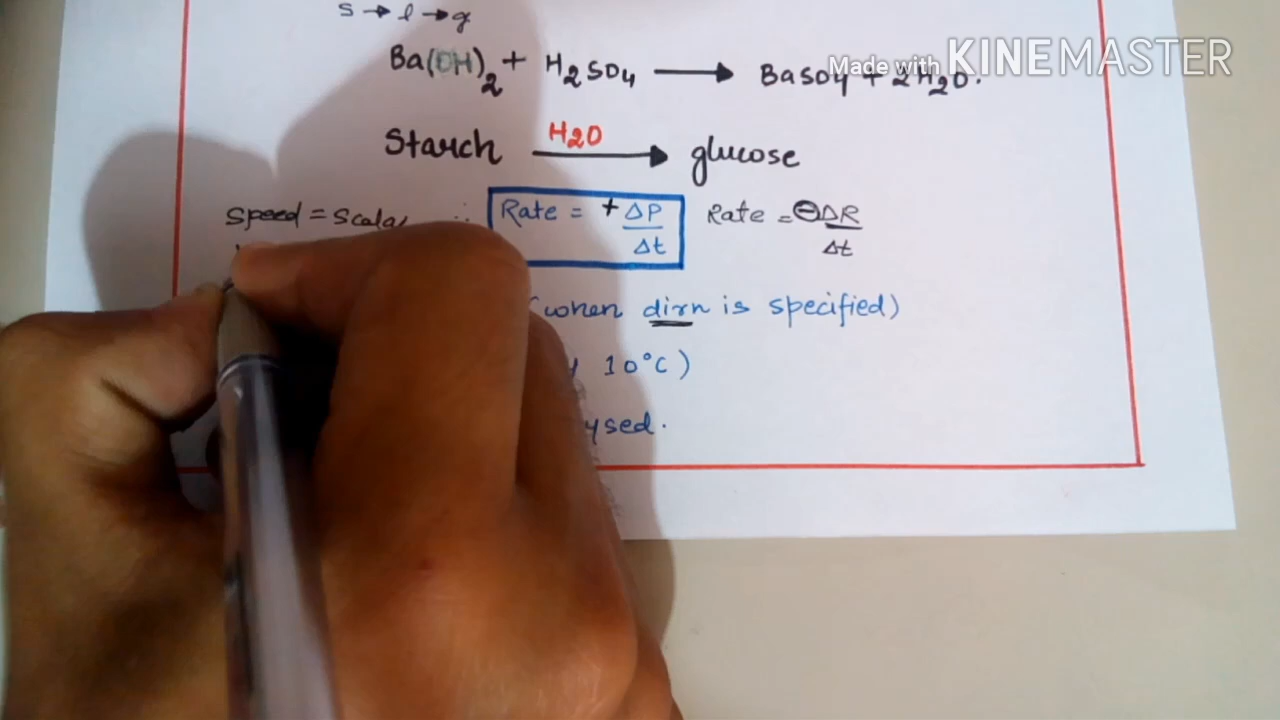 s → l → g
Made with KINEMASTER
Ba(OH)2 + H2SO4 → BaSO4 + 2H2O.
Starch H2O → glucose
Speed = Scalar ∴ Rate = + ΔP/Δt Rate = ⊖ ΔR/Δt
(when dirn is specified)
10°C)
ysed.